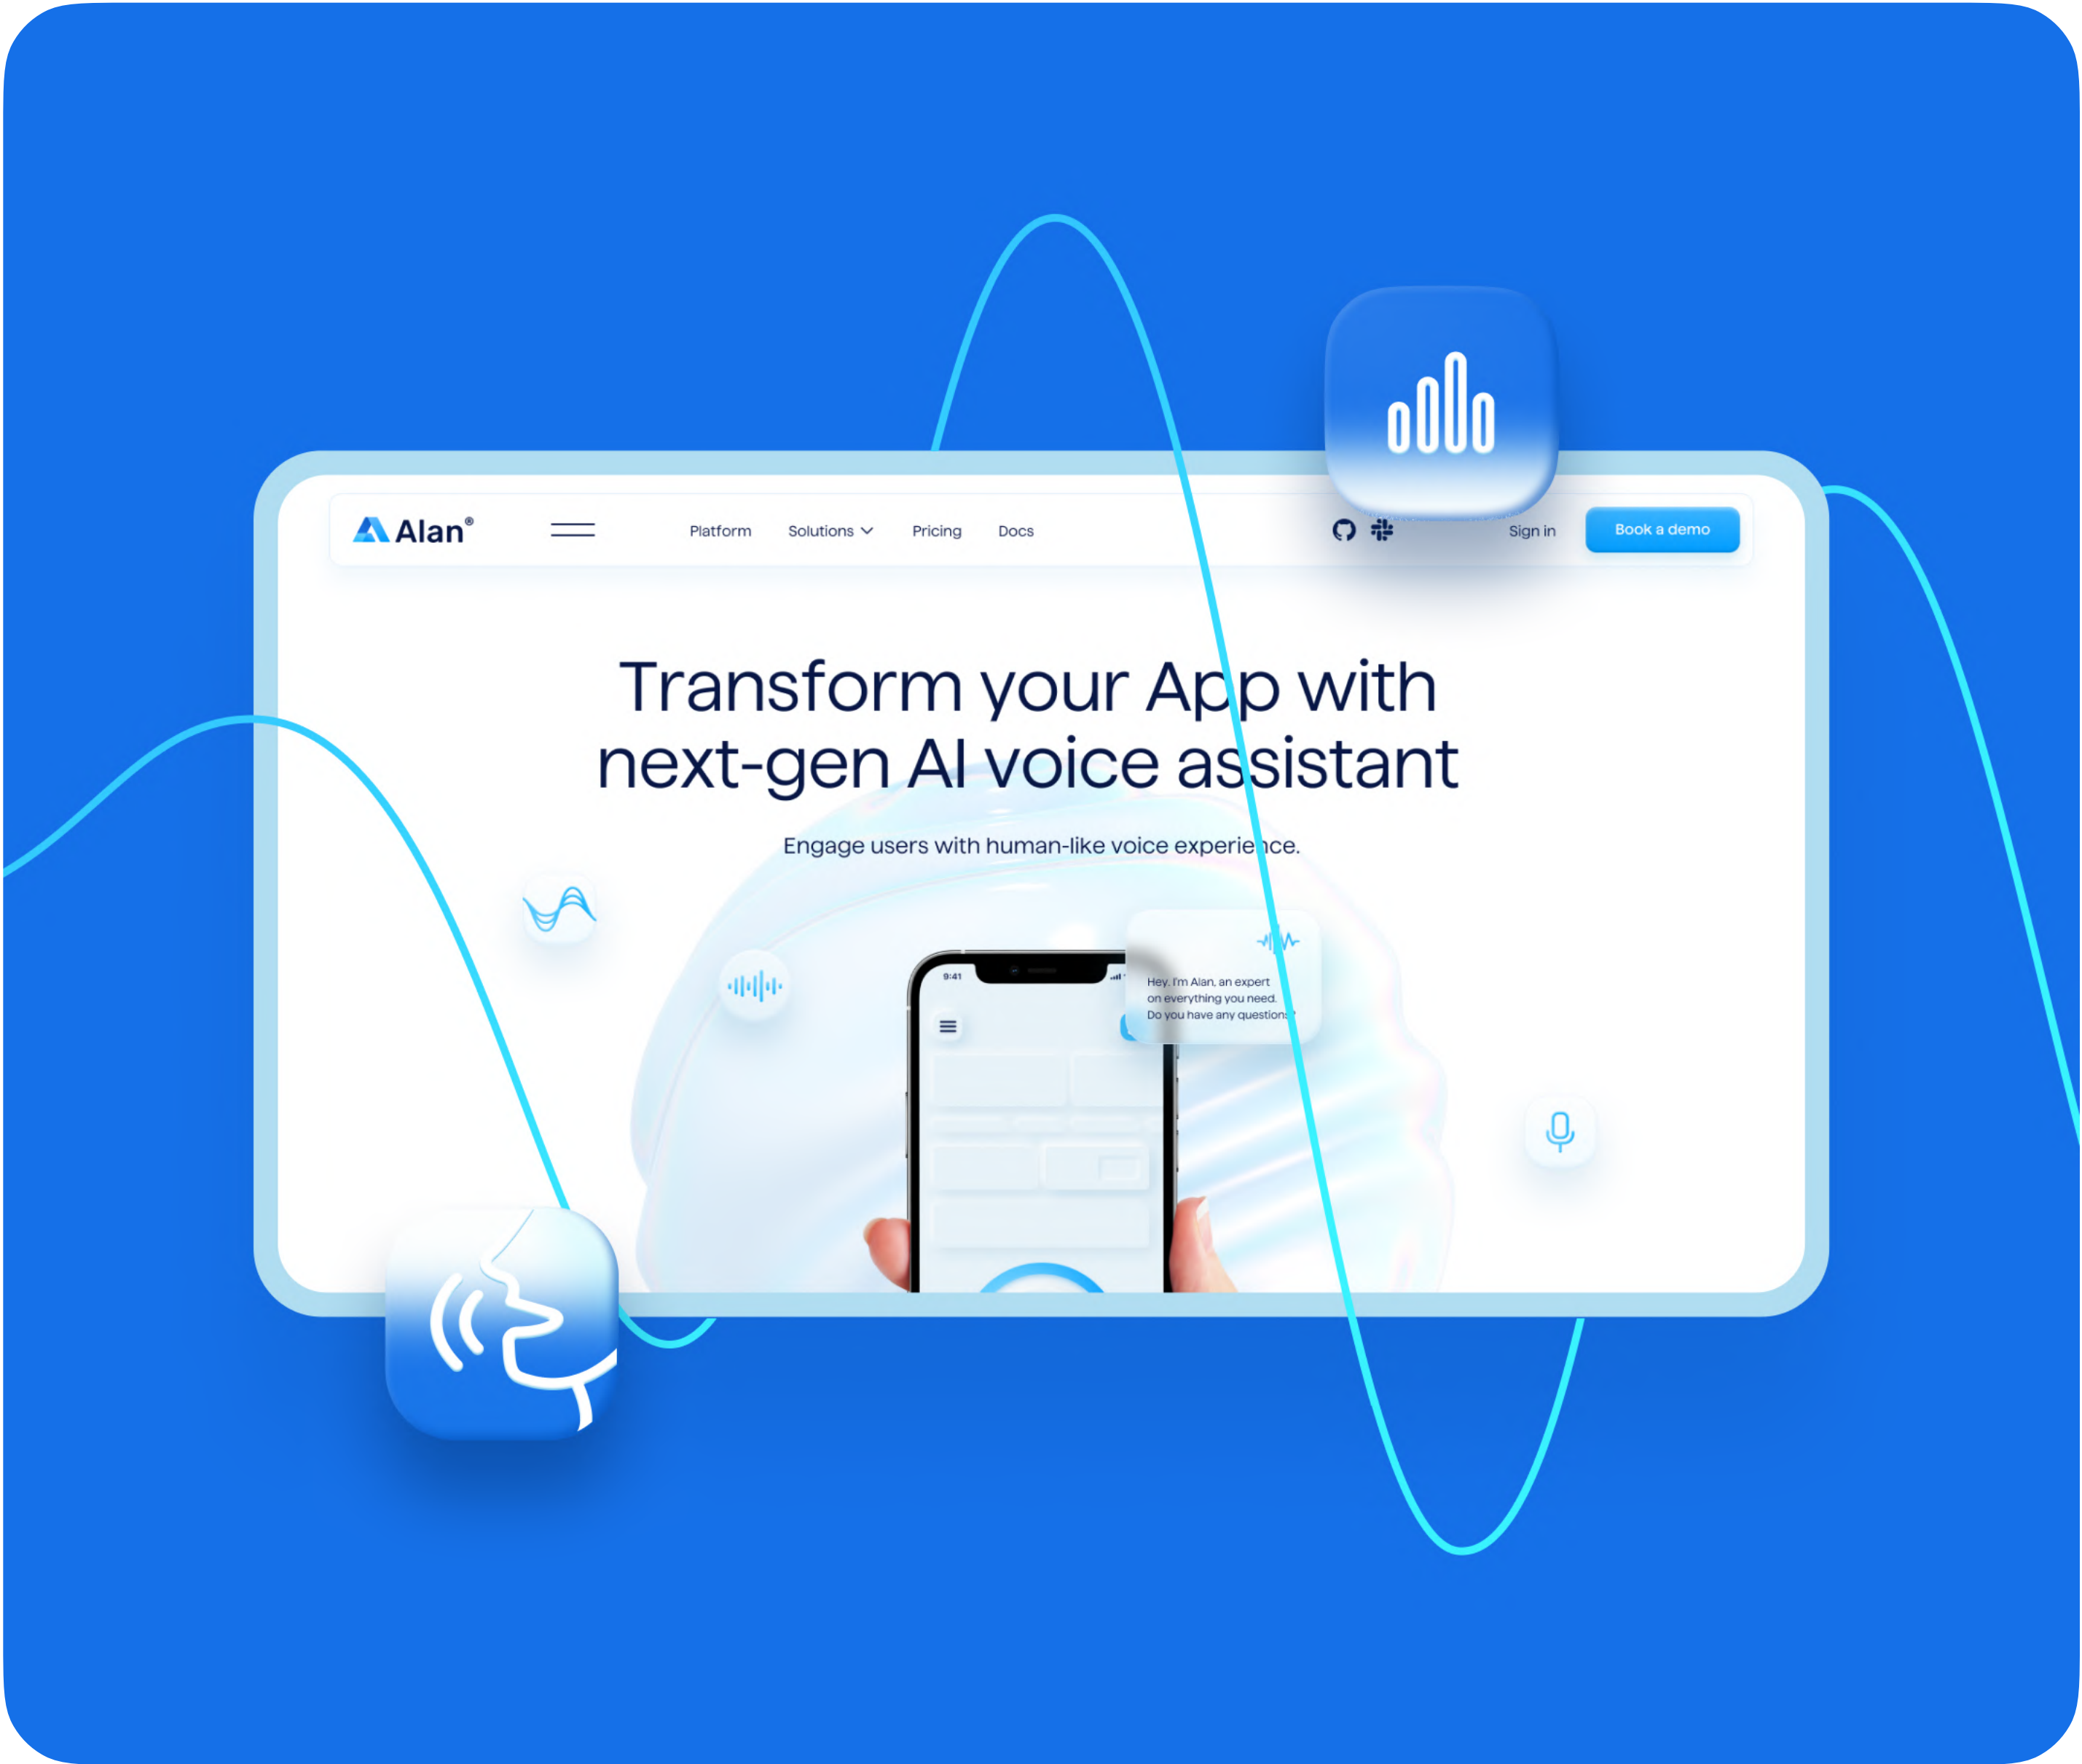 Alan®
Platform Solutions Pricing Docs
Sign in
Book a demo
Transform your App with
next-gen AI voice assistant
Engage users with human-like voice experience.
9:41
Hey. I'm Alan, an expert
on everything you need.
Do you have any questions?